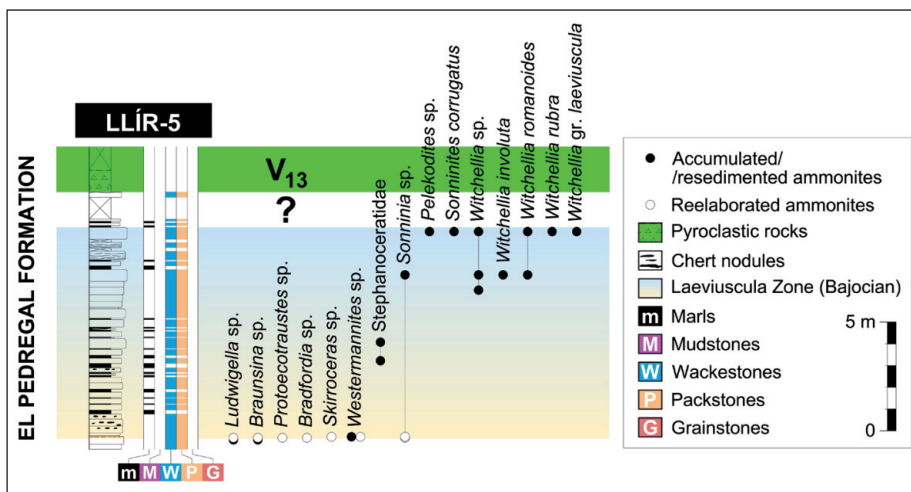 LLÍR-5
EL PEDREGAL FORMATION
V13
?
Ludwigella sp.
Braunsina sp.
Protoecotraustes sp.
Bradfordia sp.
Skirroceras sp.
Westermannites sp.
Stephanoceratidae
Sonninia sp.
Pelekodites sp.
Sonninites corrugatus
Witchellia sp.
Witchellia involuta
Witchellia romanoides
Witchellia rubra
Witchellia gr. laeviuscula
m M W P G
Accumulated/
/resedimented ammonites
Reelaborated ammonites
Pyroclastic rocks
Chert nodules
Laeviuscula Zone (Bajocian)
m Marls
M Mudstones
W Wackestones
P Packstones
G Grainstones
5 m
0